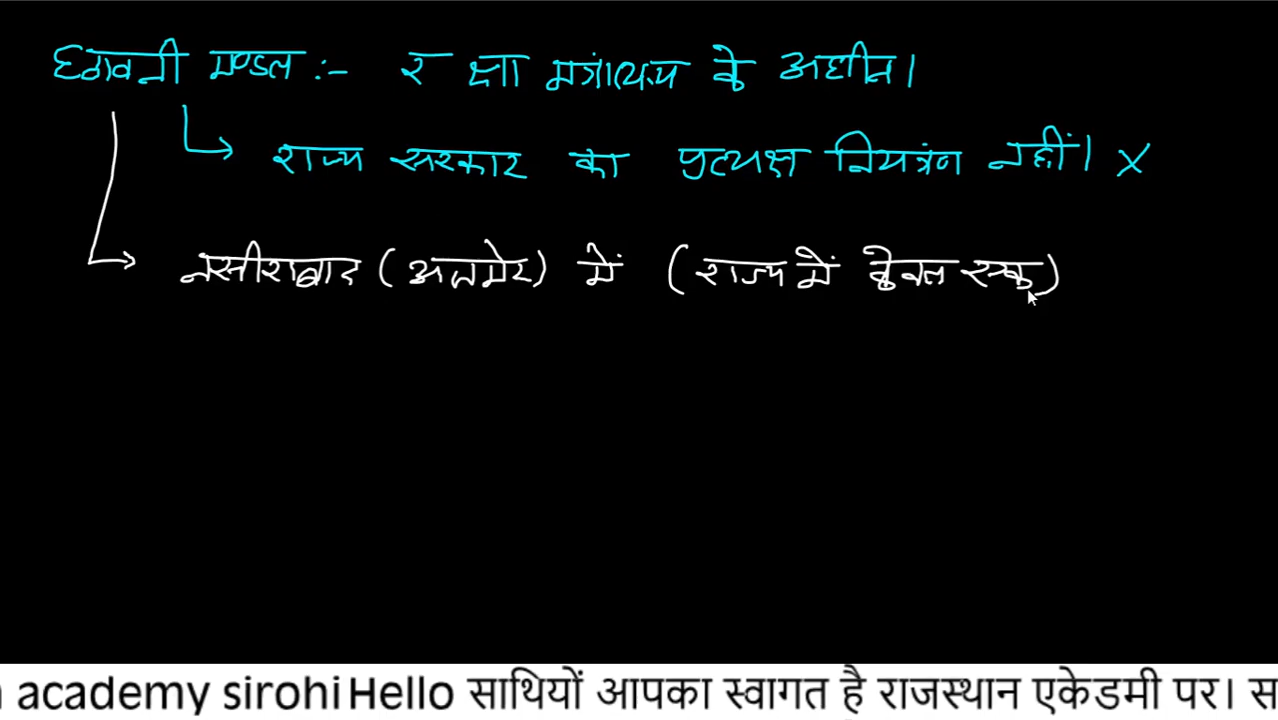 छावनी मण्डल :- रक्षा मंत्रालय के अधीन।
राज्य सरकार का प्रत्यक्ष नियंत्रण नहीं। X
नसीराबाद (अजमेर) में (राज्य में केवल एक)
academy sirohi Hello साथियों आपका स्वागत है राजस्थान एकेडमी पर। स